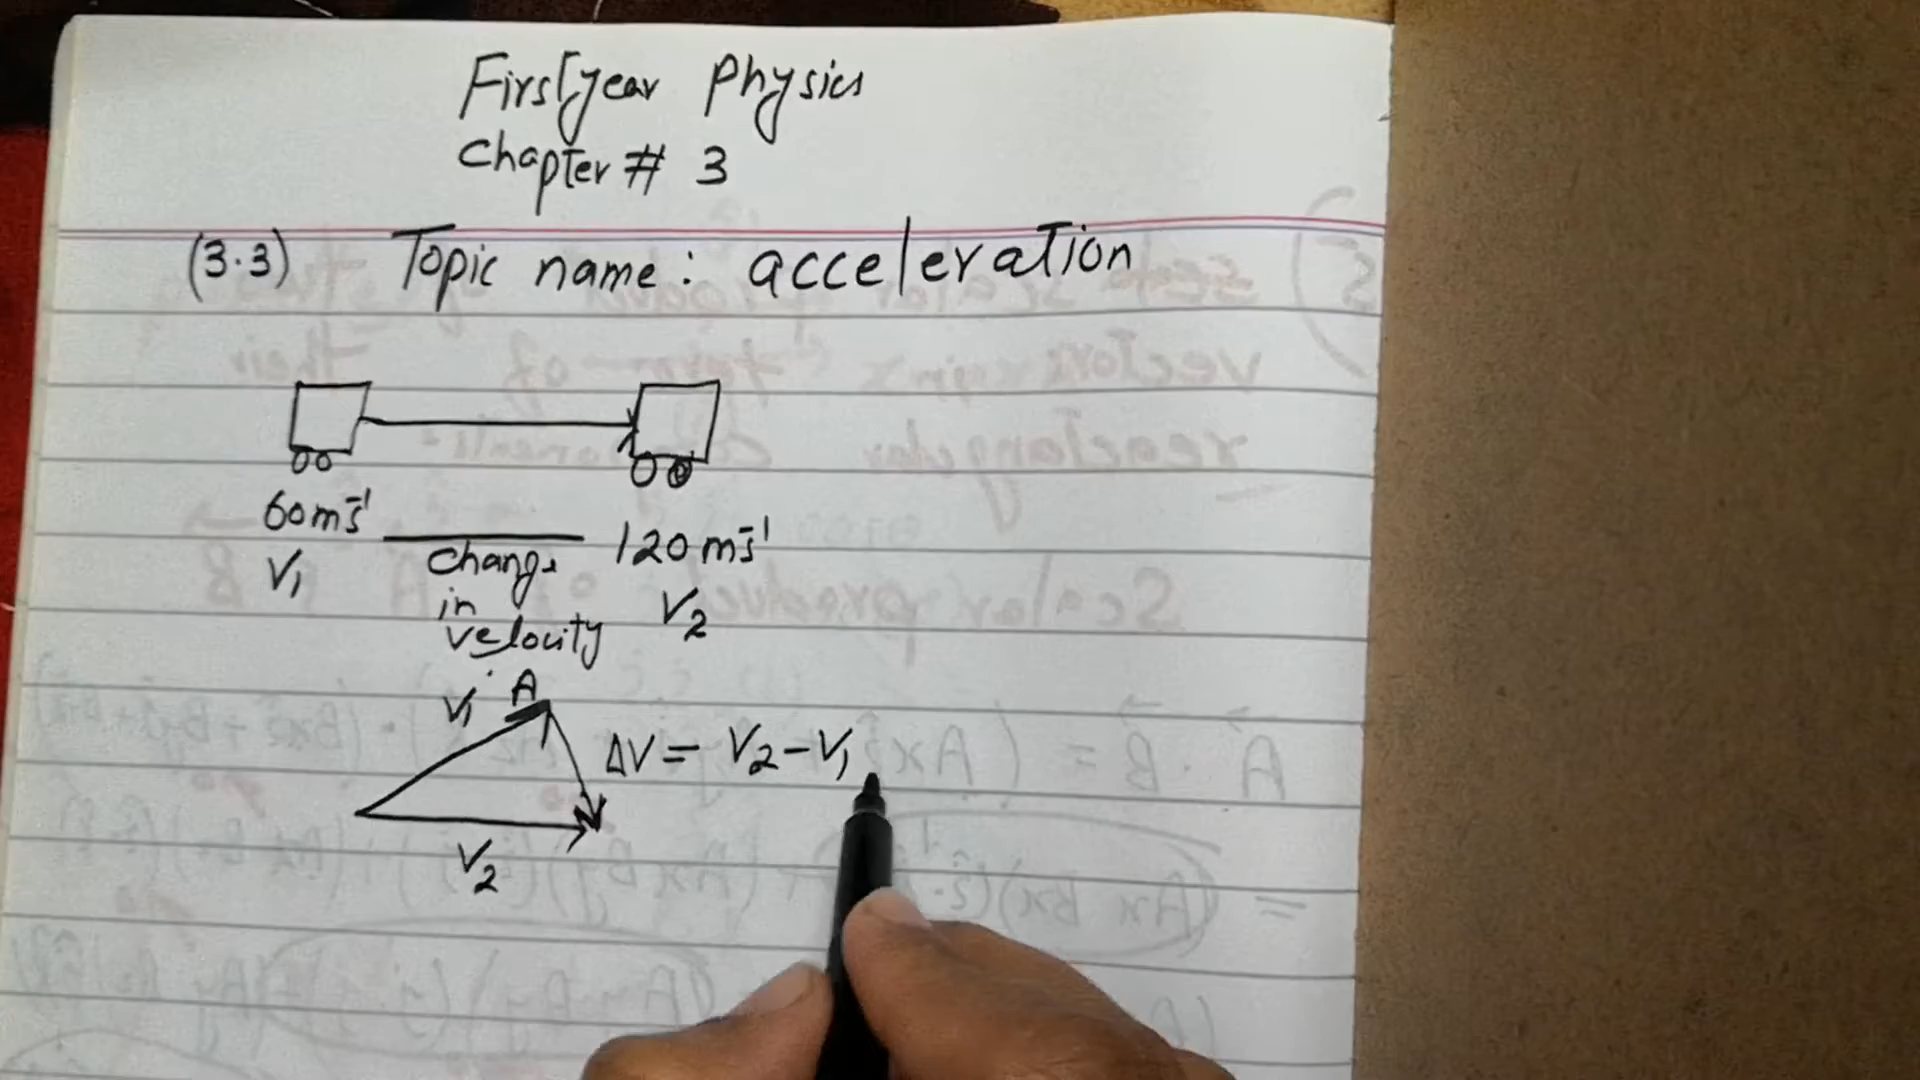 First year Physics
Chapter # 3
(3.3) Topic name: acceleration
60ms⁻¹ 120ms⁻¹
V₁ change
in V₂
velocity
V₁ A
ΔV = V₂-V₁
V₂